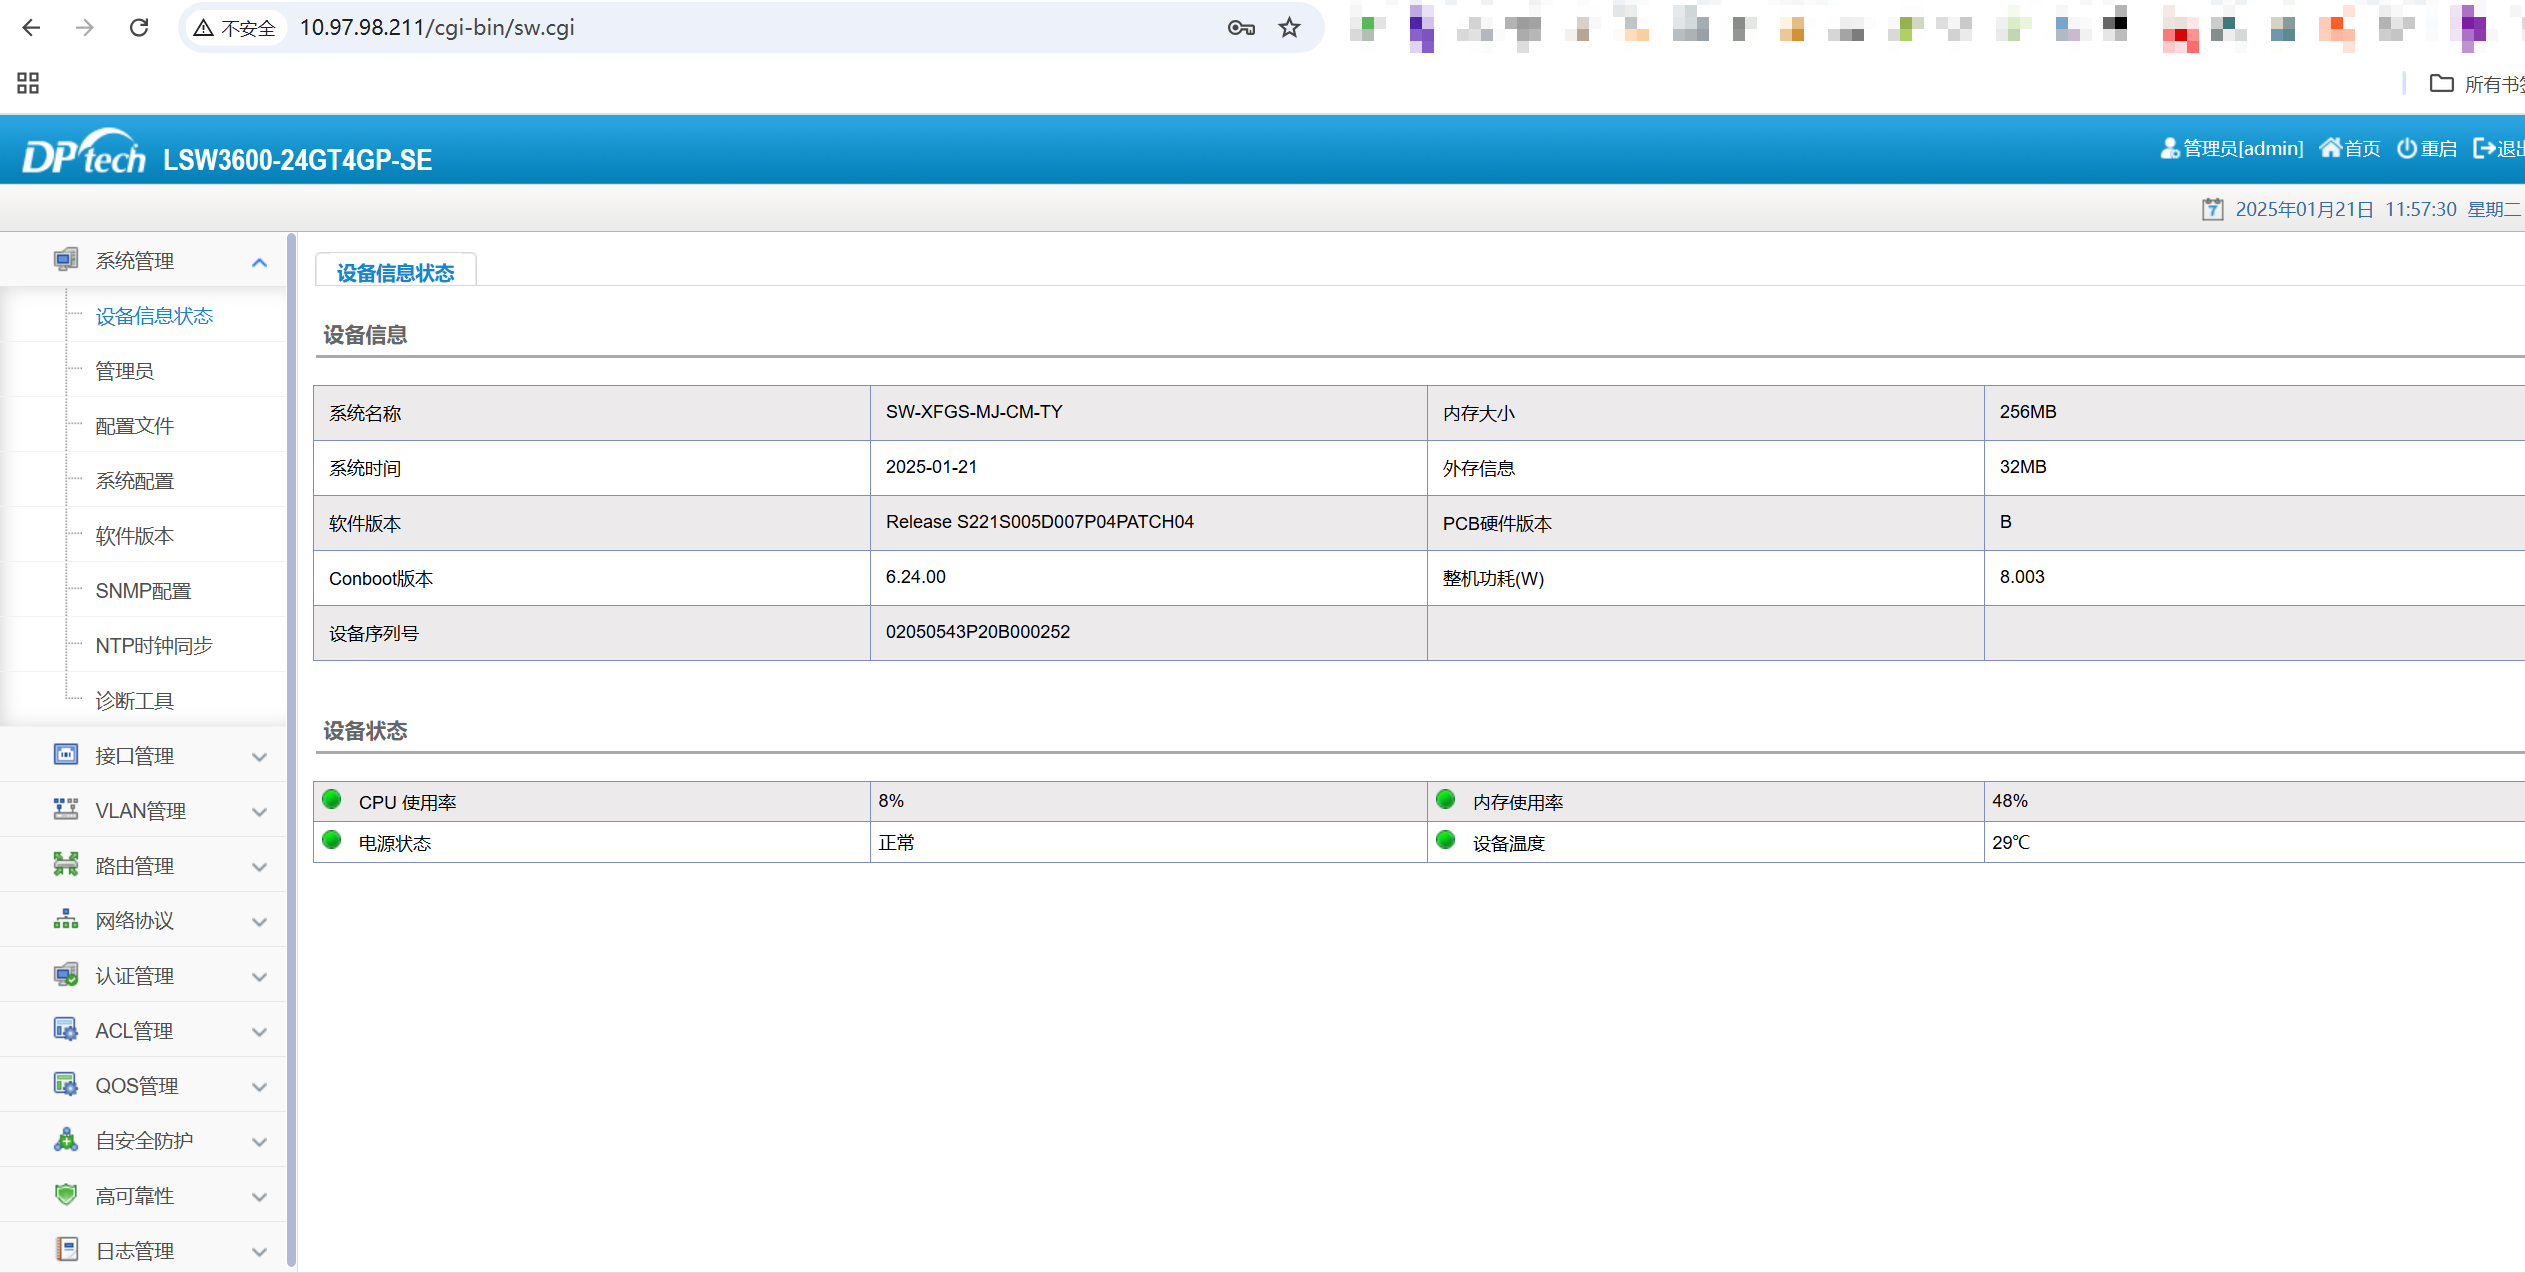 不安全 10.97.98.211/cgi-bin/sw.cgi
所有书签
DPtech LSW3600-24GT4GP-SE 管理员[admin] 首页 重启 退出
7 2025年01月21日 11:57:30 星期二
系统管理
设备信息状态
管理员
配置文件
系统配置
软件版本
SNMP配置
NTP时钟同步
诊断工具
接口管理
VLAN管理
路由管理
网络协议
认证管理
ACL管理
QOS管理
自安全防护
高可靠性
日志管理
设备信息状态
设备信息
系统名称 SW-XFGS-MJ-CM-TY 内存大小 256MB
系统时间 2025-01-21 外存信息 32MB
软件版本 Release S221S005D007P04PATCH04 PCB硬件版本 B
Conboot版本 6.24.00 整机功耗(W) 8.003
设备序列号 02050543P20B000252
设备状态
CPU 使用率 8% 内存使用率 48%
电源状态 正常 设备温度 29℃